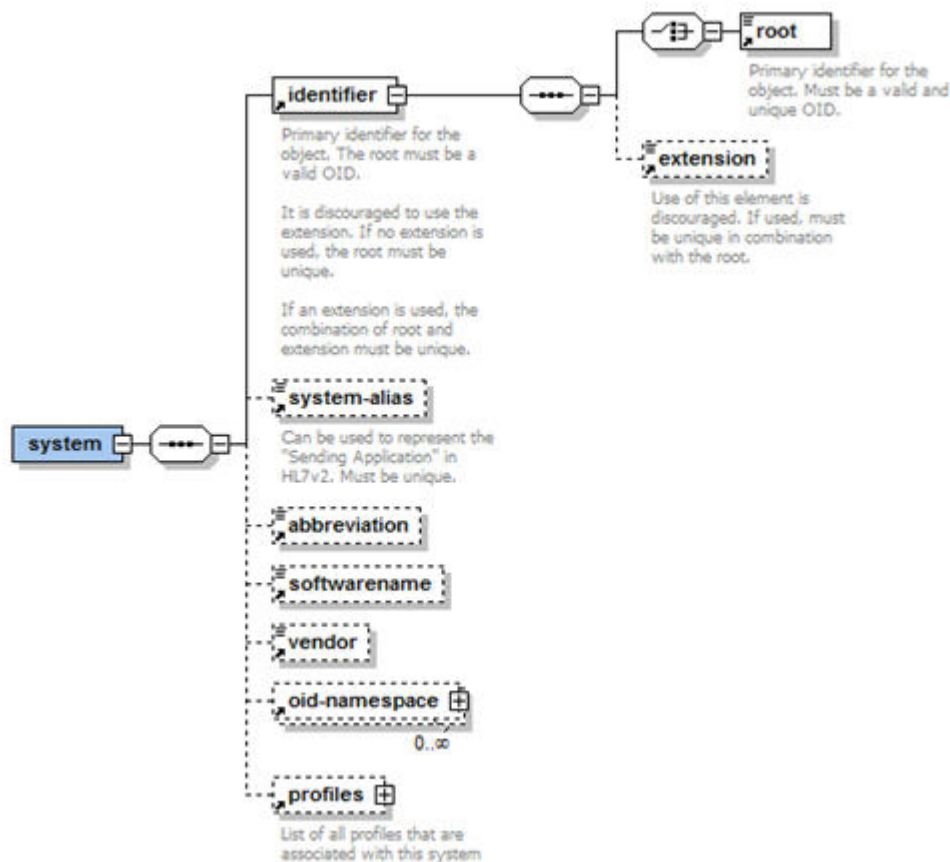 root
Primary identifier for the
object. Must be a valid and
unique OID.
identifier
Primary identifier for the
object. The root must be a
valid OID.
It is discouraged to use the
extension. If no extension is
used, the root must be
unique.
If an extension is used, the
combination of root and
extension must be unique.
extension
Use of this element is
discouraged. If used, must
be unique in combination
with the root.
system-alias
Can be used to represent the
"Sending Application" in
HL7v2. Must be unique.
system
abbreviation
softwarename
vendor
oid-namespace
0..∞
profiles
List of all profiles that are
associated with this system